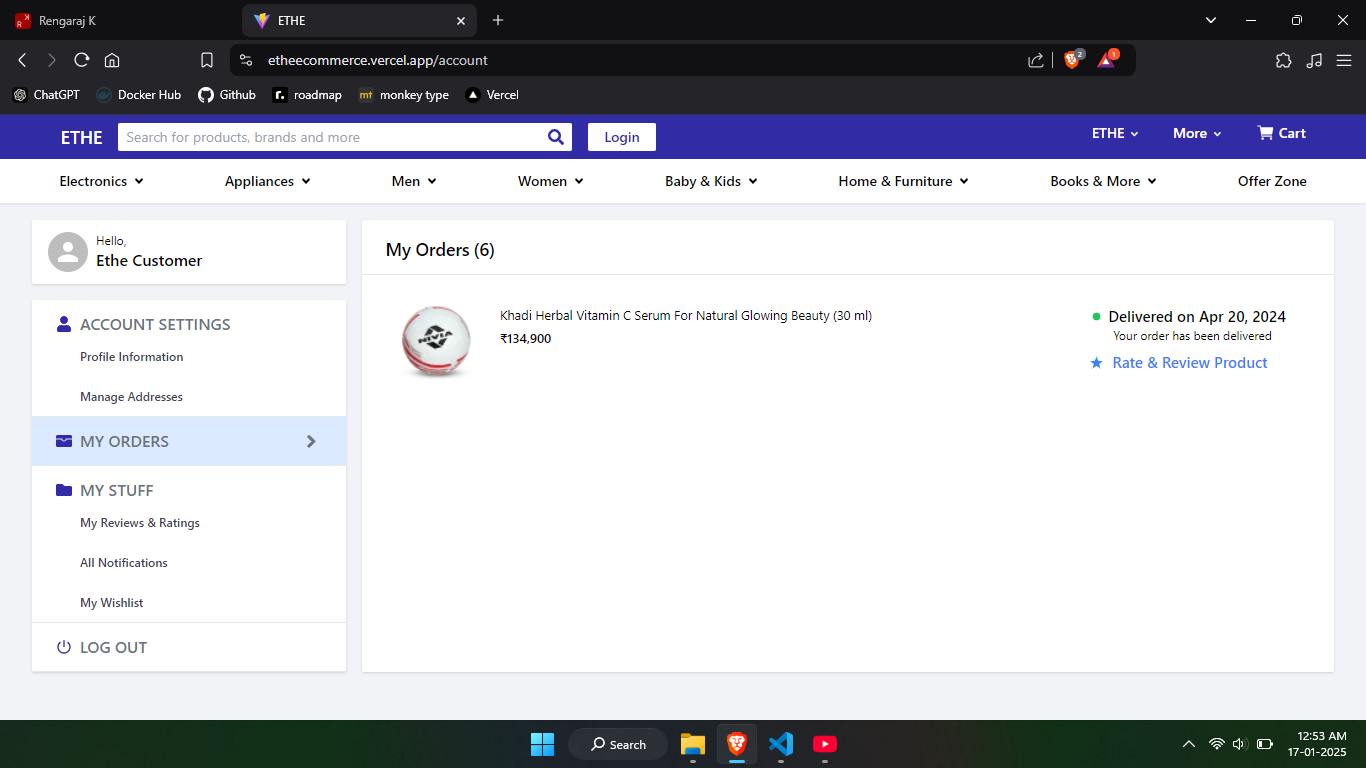 Rengaraj K
ETHE
etheecommerce.vercel.app/account
2
1
ChatGPT
Docker Hub
Github
r.
roadmap
mt
monkey type
Vercel
ETHE
Search for products, brands and more
Login
ETHE
More
Cart
Electronics
Appliances
Men
Women
Baby & Kids
Home & Furniture
Books & More
Offer Zone
Hello,
Ethe Customer
ACCOUNT SETTINGS
Profile Information
Manage Addresses
MY ORDERS
MY STUFF
My Reviews & Ratings
All Notifications
My Wishlist
LOG OUT
My Orders (6)
NIVIA
Khadi Herbal Vitamin C Serum For Natural Glowing Beauty (30 ml)
₹134,900
Delivered on Apr 20, 2024
Your order has been delivered
Rate & Review Product
Search
12:53 AM
17-01-2025